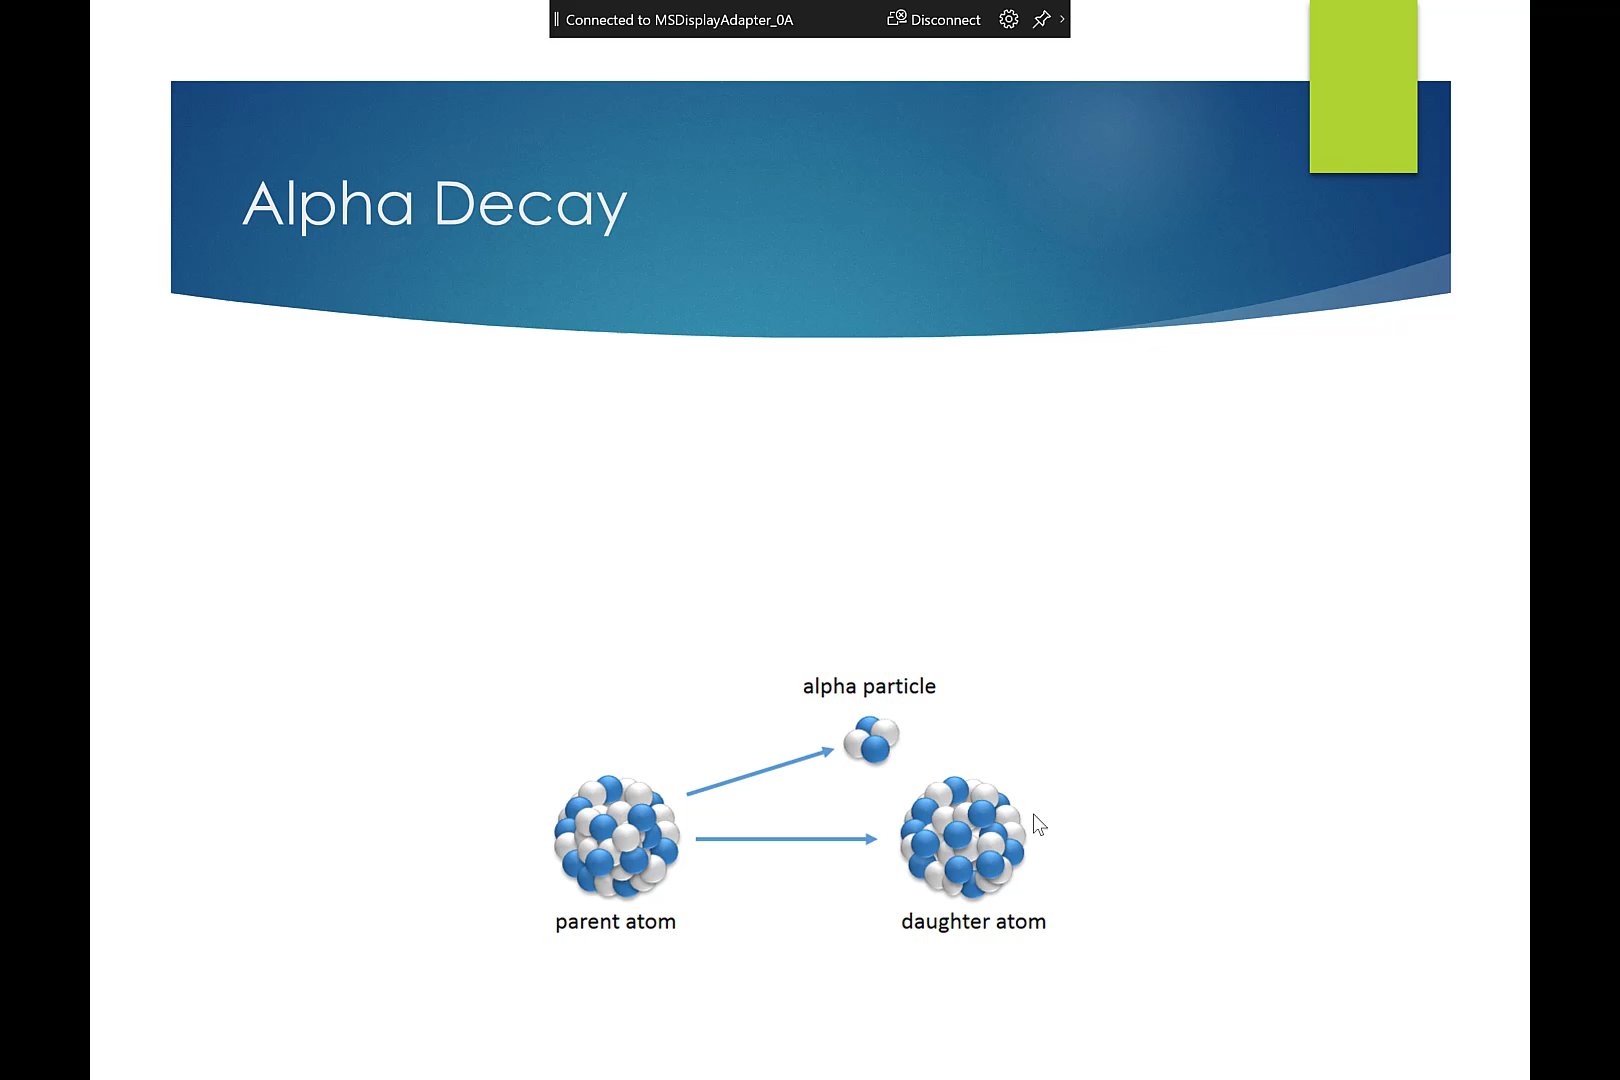 Connected to MSDisplayAdapter_0A
Disconnect
Alpha Decay
alpha particle
parent atom
daughter atom